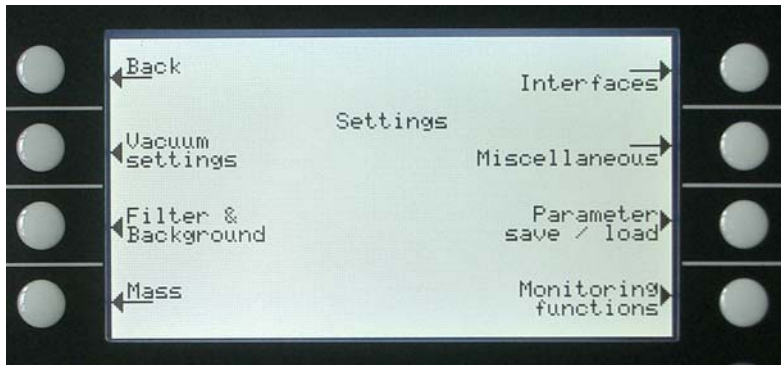 Back
Interfaces
Settings
Vacuum
settings
Miscellaneous
Filter &
Background
Parameter
save / load
Mass
Monitoring
functions